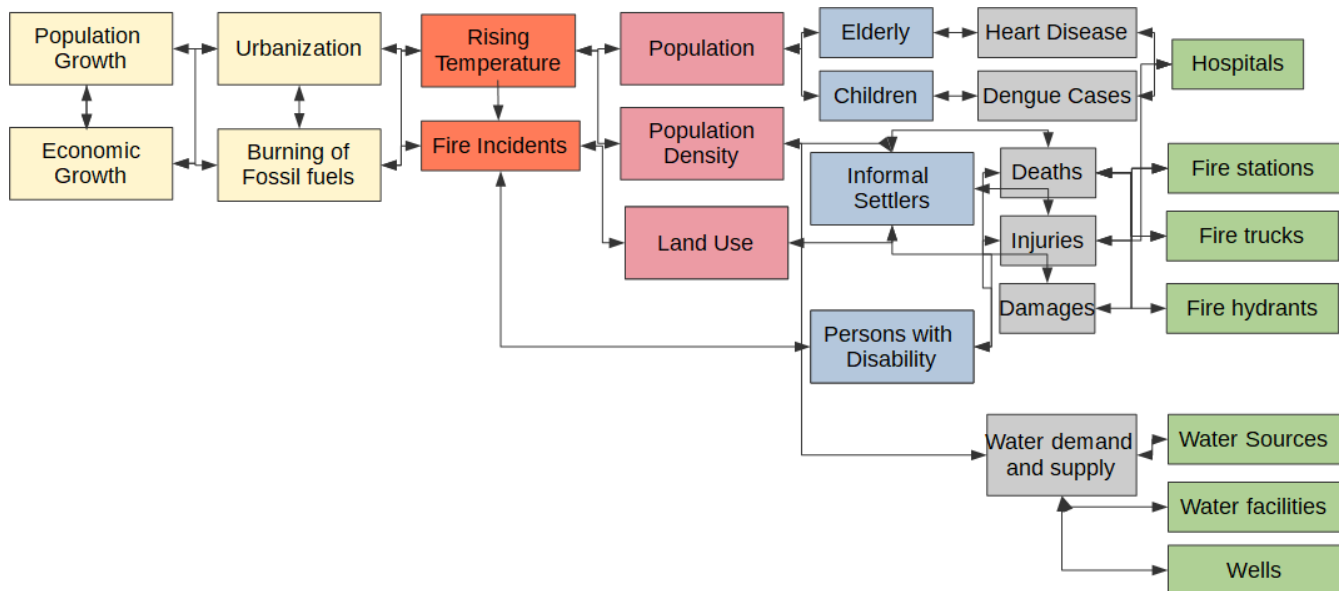 Population
Growth
Economic
Growth
Urbanization
Burning of
Fossil fuels
Rising
Temperature
Fire Incidents
Population
Population
Density
Land Use
Elderly
Children
Informal
Settlers
Persons with
Disability
Heart Disease
Dengue Cases
Deaths
Injuries
Damages
Water demand
and supply
Hospitals
Fire stations
Fire trucks
Fire hydrants
Water Sources
Water facilities
Wells